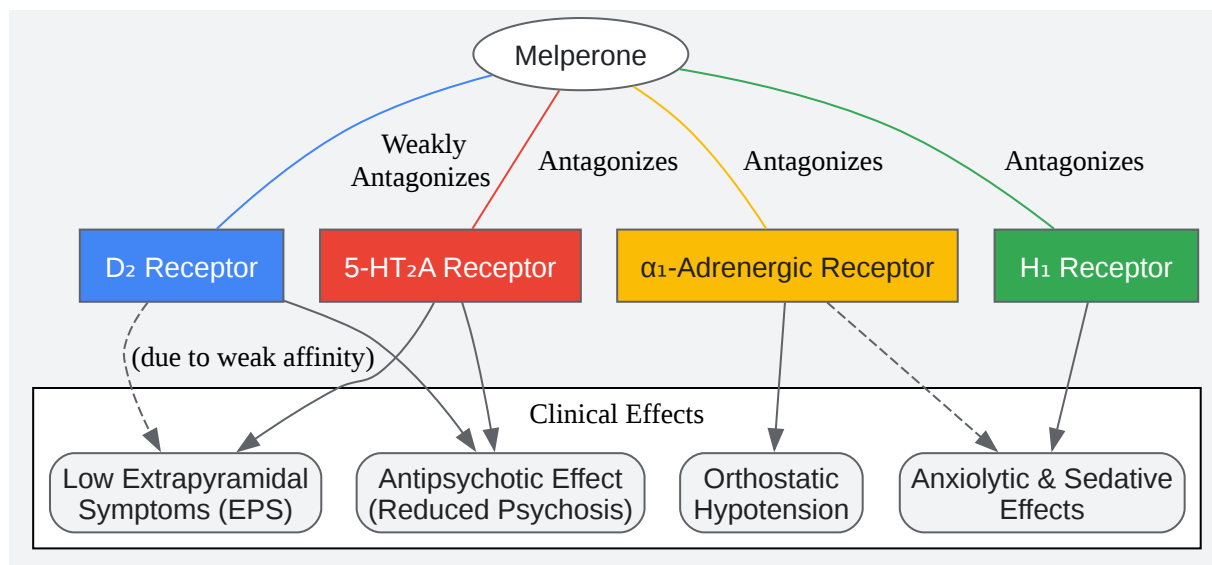 Melperone
Weakly
Antagonizes
Antagonizes
Antagonizes
Antagonizes
D₂ Receptor
5-HT₂A Receptor
α₁-Adrenergic Receptor
H₁ Receptor
(due to weak affinity)
Clinical Effects
Low Extrapyramidal
Symptoms (EPS)
Antipsychotic Effect
(Reduced Psychosis)
Orthostatic
Hypotension
Anxiolytic & Sedative
Effects